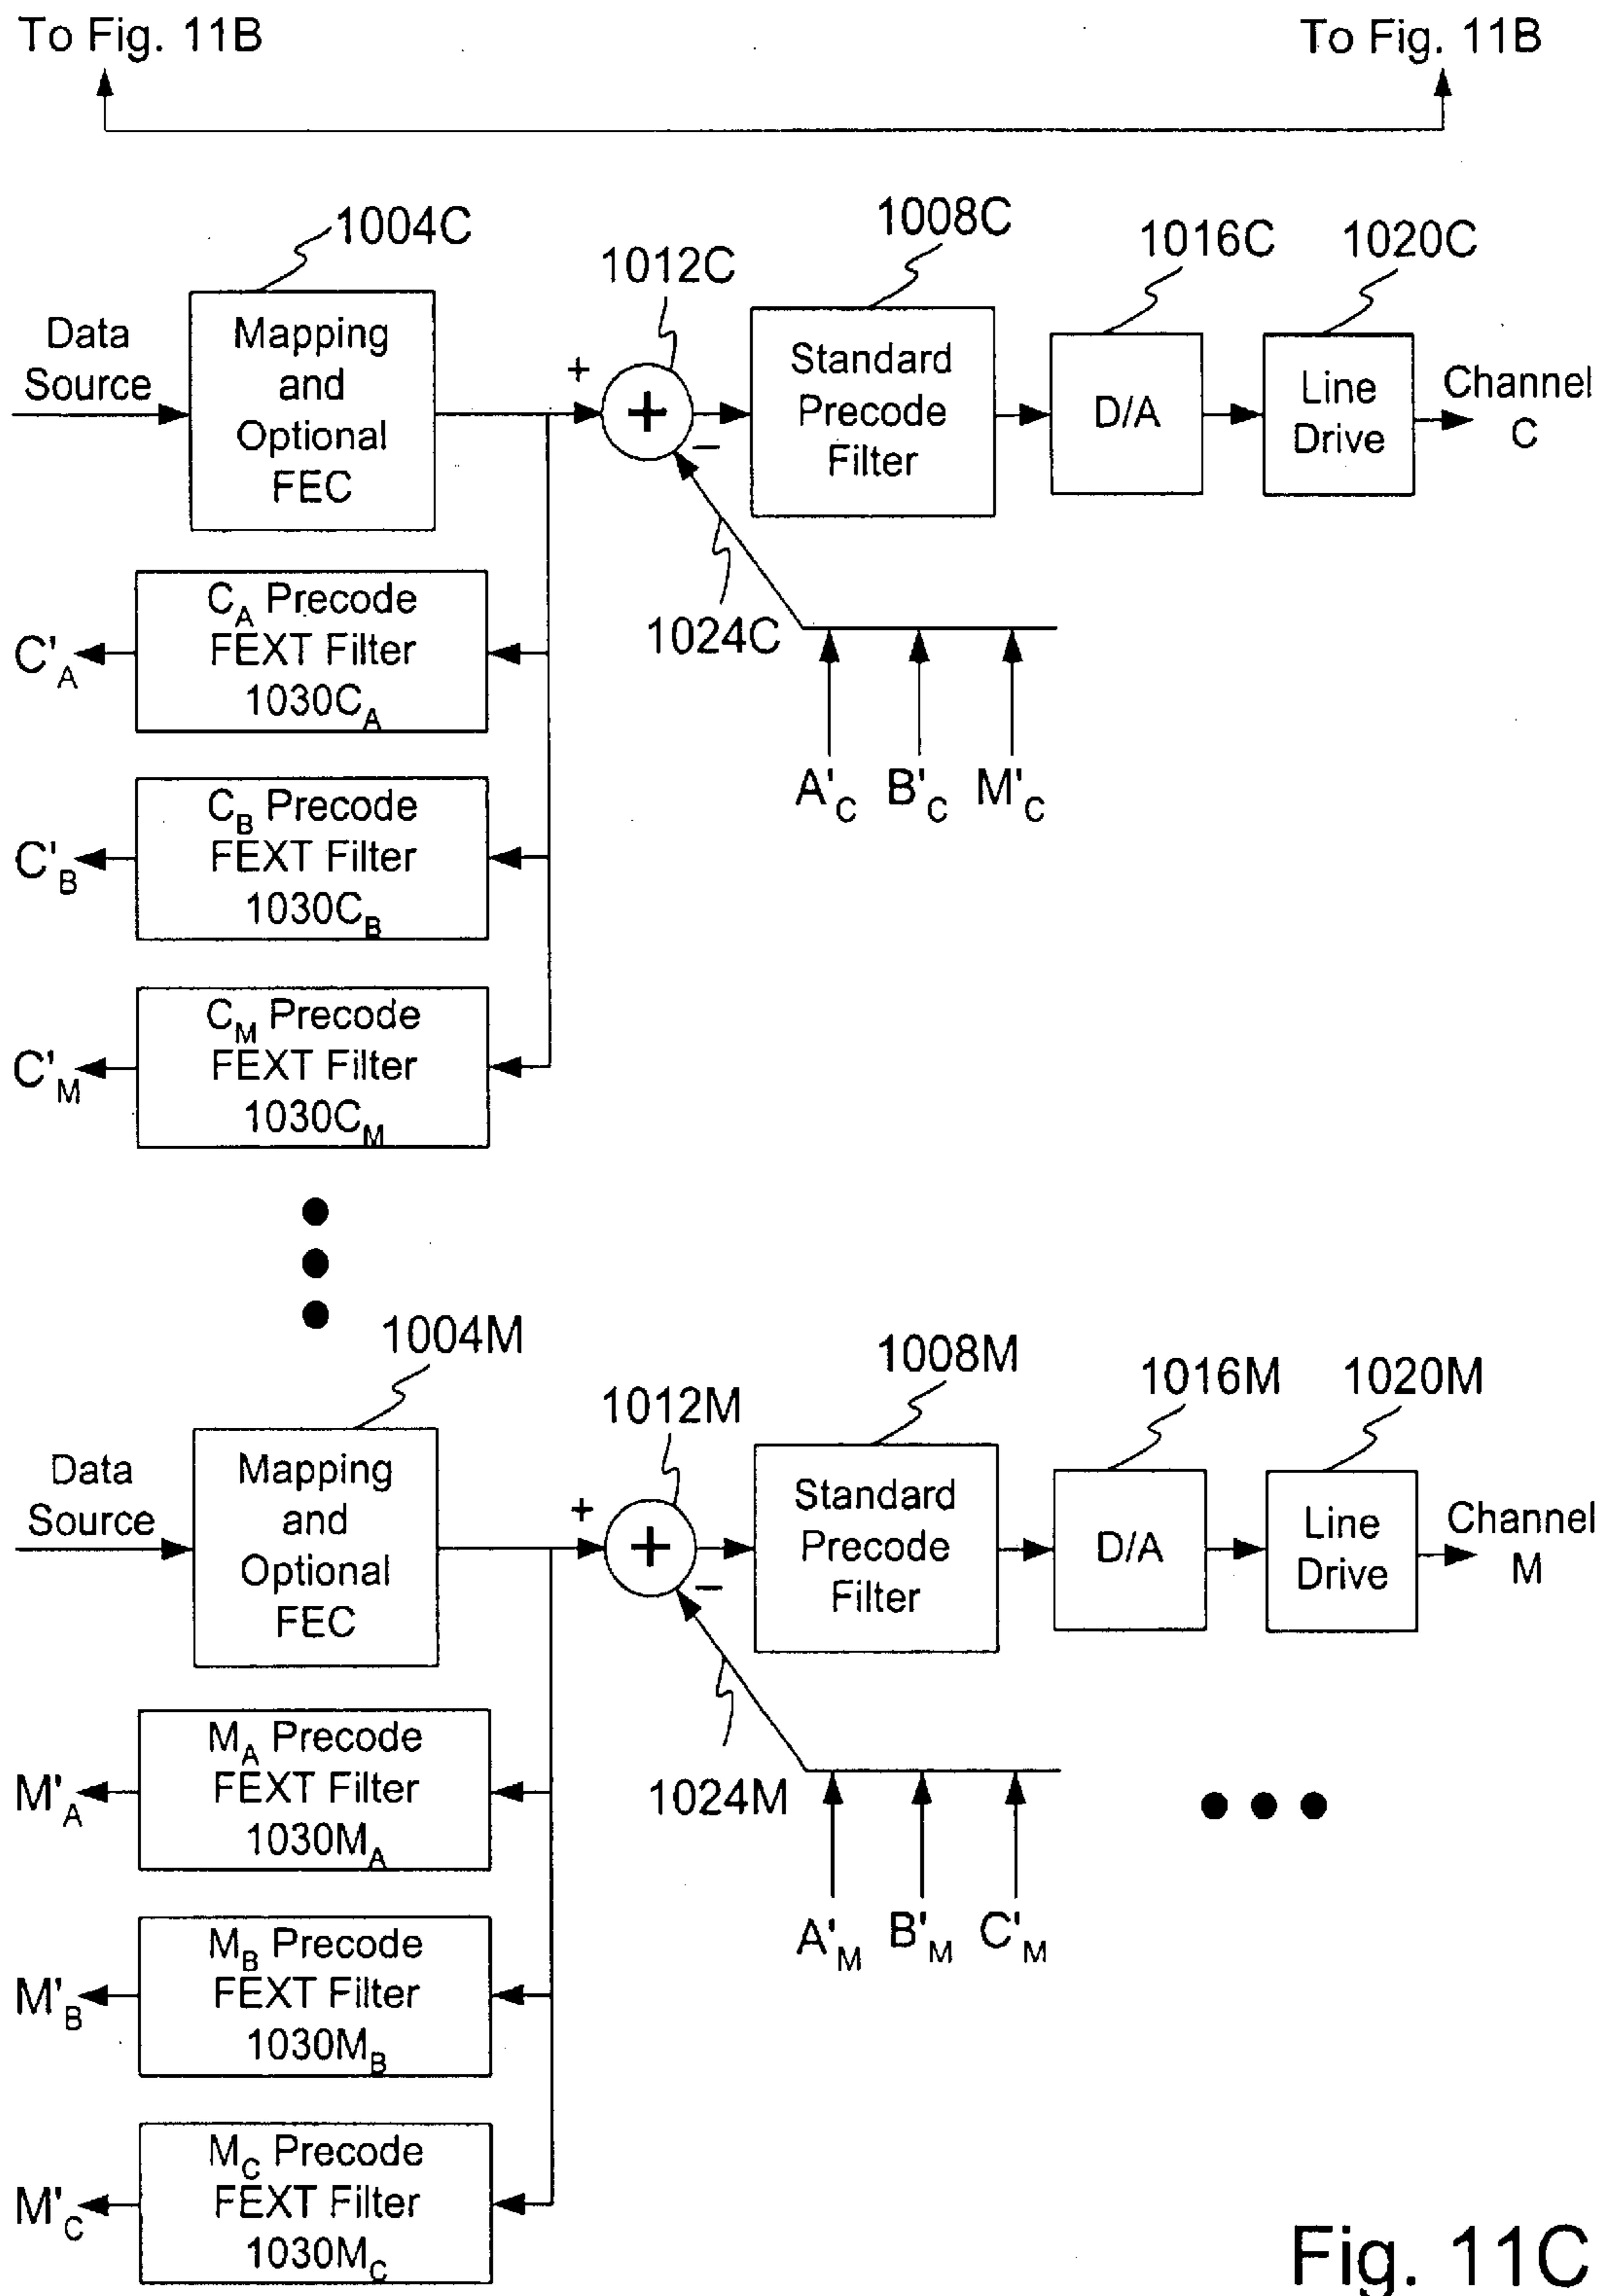 To Fig. 11B
To Fig. 11B
1004C
1012C
1008C
1016C
1020C
Data
Source
Mapping
and
Optional
FEC
+
+
−
Standard
Precode
Filter
D/A
Line
Drive
Channel
C
1024C
A'C B'C M'C
CA Precode
FEXT Filter
1030CA
C'A
CB Precode
FEXT Filter
1030CB
C'B
CM Precode
FEXT Filter
1030CM
C'M
1004M
1012M
1008M
1016M
1020M
Data
Source
Mapping
and
Optional
FEC
+
+
−
Standard
Precode
Filter
D/A
Line
Drive
Channel
M
1024M
A'M B'M C'M
MA Precode
FEXT Filter
1030MA
M'A
MB Precode
FEXT Filter
1030MB
M'B
MC Precode
FEXT Filter
1030MC
M'C
Fig. 11C